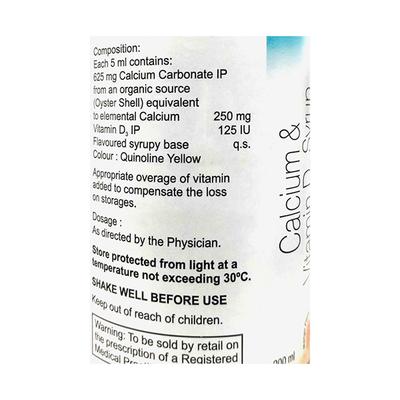 Composition:
Each 5 ml contains:
625 mg Calcium Carbonate IP
from an organic source
(Oyster Shell) equivalent
to elemental Calcium 250 mg
Vitamin D₃ IP 125 IU
Flavoured syrupy base q.s.
Colour : Quinoline Yellow
Appropriate overage of vitamin
added to compensate the loss
on storages.
Dosage :
As directed by the Physician.
Store protected from light at a
temperature not exceeding 30ºC.
SHAKE WELL BEFORE USE
Keep out of reach of children.
Warning: To be sold by retail on
the prescription of a Registered
Medical
Calcium &
Vitamin D₃ Syrup